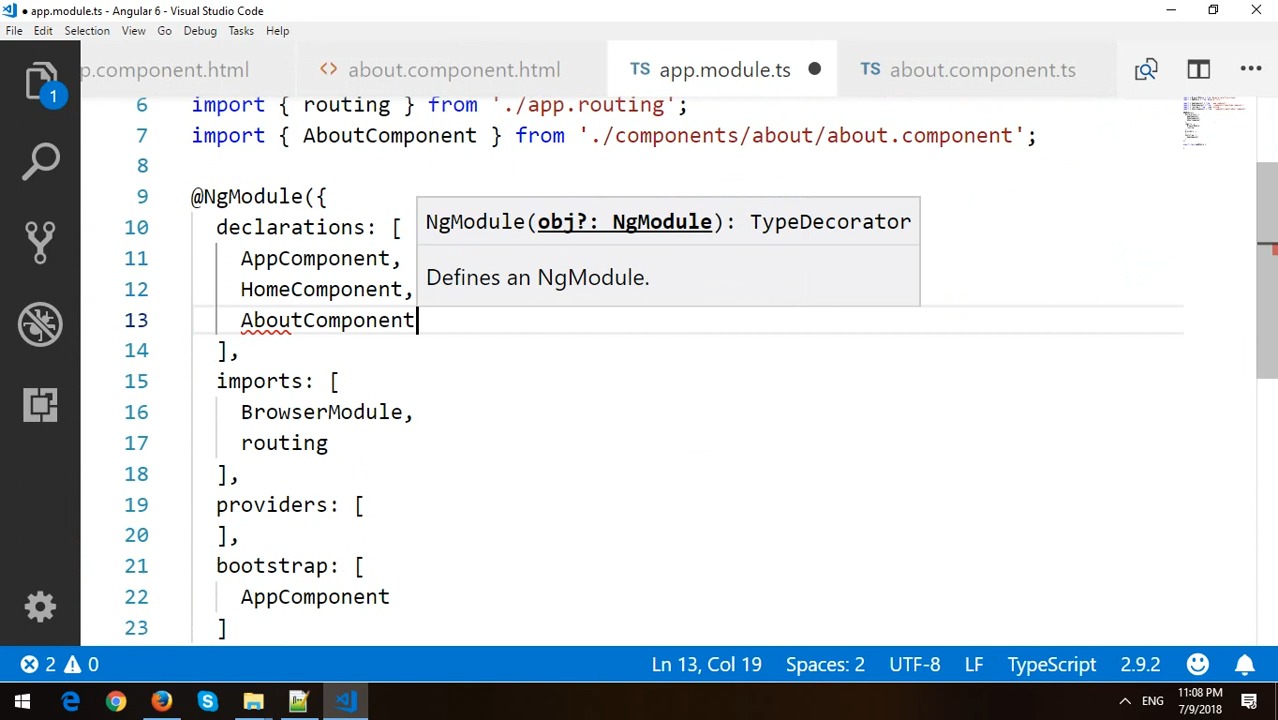 ● app.module.ts - Angular 6 - Visual Studio Code
File Edit Selection View Go Debug Tasks Help
p.component.html <> about.component.html TS app.module.ts ● TS about.component.ts
1
6 import { routing } from './app.routing';
7 import { AboutComponent } from './components/about/about.component';
8
9 @NgModule({
NgModule(obj?: NgModule): TypeDecorator
10 declarations: [
11 AppComponent,
Defines an NgModule.
12 HomeComponent,
13 AboutComponent
14 ],
15 imports: [
16 BrowserModule,
17 routing
18 ],
19 providers: [
20 ],
21 bootstrap: [
22 AppComponent
23 ]
2 0 Ln 13, Col 19 Spaces: 2 UTF-8 LF TypeScript 2.9.2
ENG 11:08 PM
7/9/2018